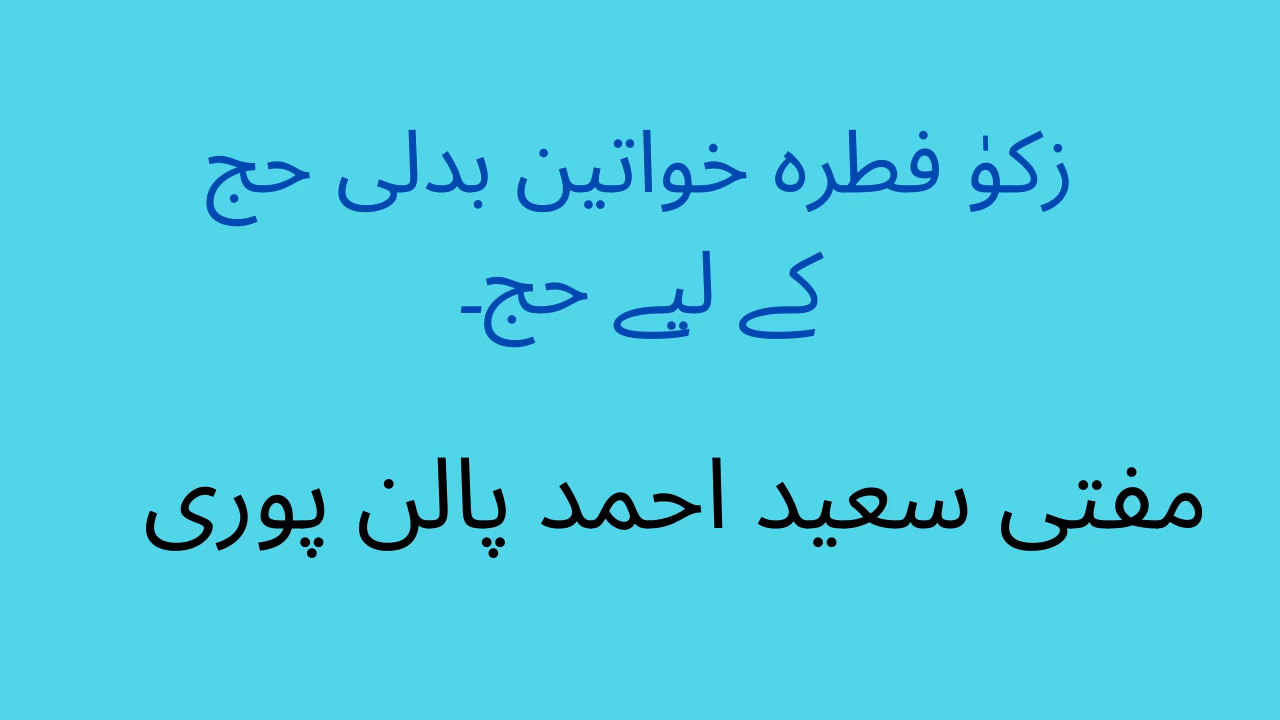 زکوٰ فطرہ خواتین بدلی حج
کے لیے حج۔
مفتی سعید احمد پالن پوری